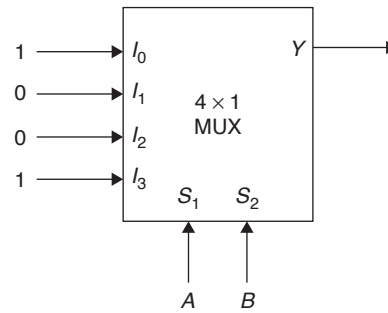 1 I₀ Y
0 I₁
4 × 1
0 I₂
MUX
1 I₃
S₁ S₂
A B